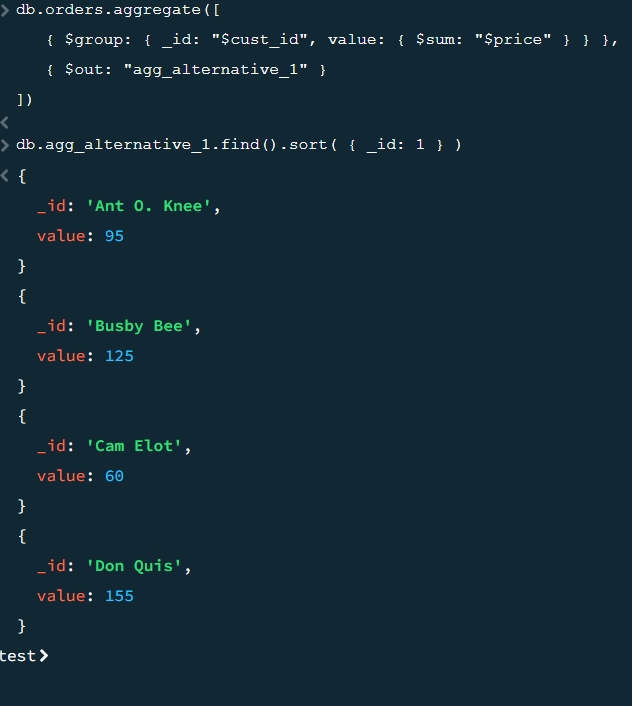 db.orders.aggregate([
{ $group: { _id: "$cust_id", value: { $sum: "$price" } } },
{ $out: "agg_alternative_1" }
])
db.agg_alternative_1.find().sort( { _id: 1 } )
{
_id: 'Ant O. Knee',
value: 95
}
{
_id: 'Busby Bee',
value: 125
}
{
_id: 'Cam Elot',
value: 60
}
{
_id: 'Don Quis',
value: 155
}
test>